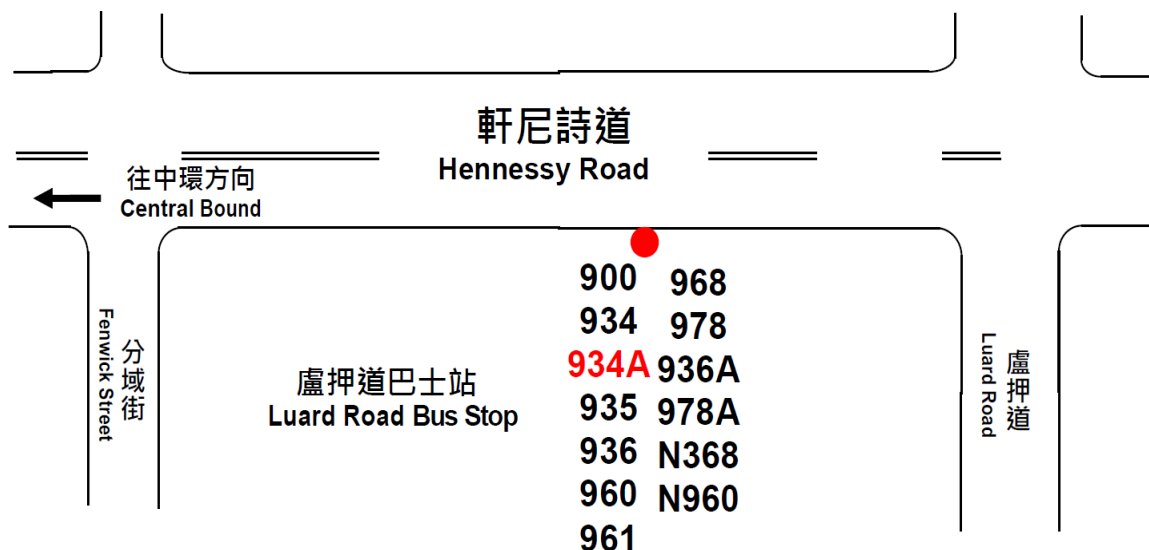 軒尼詩道
Hennessy Road
往中環方向
Central Bound
分域街
Fenwick Street
盧押道巴士站
Luard Road Bus Stop
900
934
934A
935
936
960
961
968
978
936A
978A
N368
N960
盧押道
Luard Road